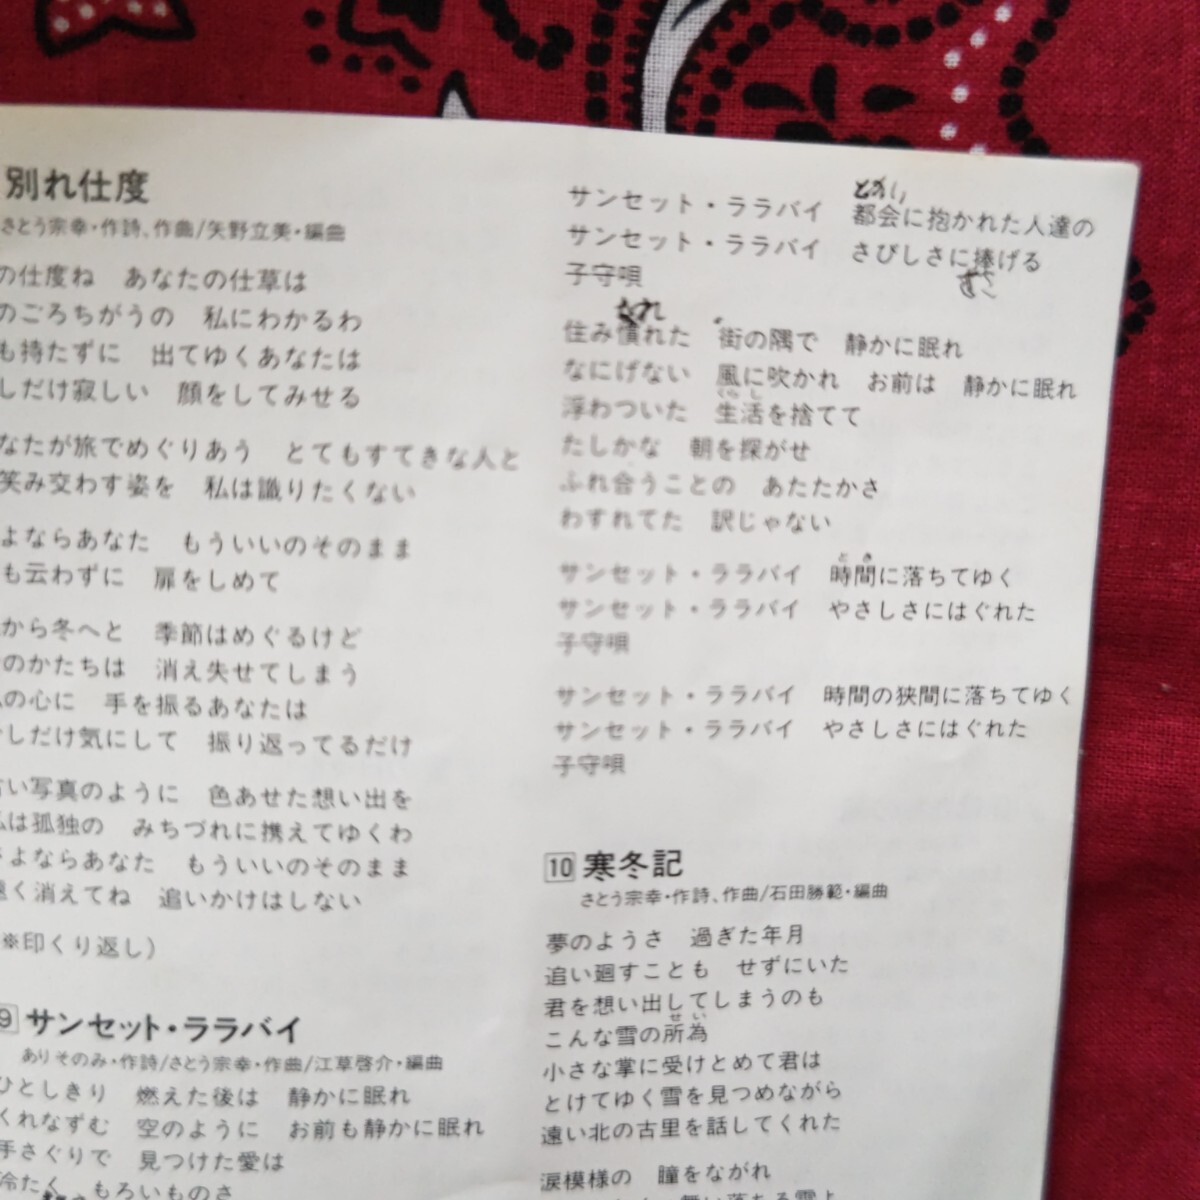 別れ仕度
さとう宗幸・作詩、作曲/矢野立美・編曲
の仕度ね　あなたの仕草は
のごろちがうの　私にわかるわ
も持たずに　出てゆくあなたは
しだけ寂しい　顔をしてみせる
なたが旅でめぐりあう　とてもすてきな人と
笑み交わす姿を　私は識りたくない
よならあなた　もういいのそのまま
も云わずに　扉をしめて
から冬へと　季節はめぐるけど
のかたちは　消え失せてしまう
の心に　手を振るあなたは
しだけ気にして　振り返ってるだけ
い写真のように　色あせた想い出を
は孤独の　みちづれに携えてゆくわ
よならあなた　もういいのそのまま
く消えてね　追いかけはしない
※印くり返し)
9 サンセット・ララバイ
ありそのみ・作詩/さとう宗幸・作曲/江草啓介・編曲
ひとしきり　燃えた後は　静かに眠れ
くれなずむ　空のように　お前も静かに眠れ
手さぐりで　見つけた愛は
冷たく　もろいものさ
とかい
サンセット・ララバイ　都会に抱かれた人達の
サンセット・ララバイ　さびしさに捧げる
子守唄
住み慣れた　街の隅で　静かに眠れ
なにげない　風に吹かれ　お前は　静かに眠れ
くらし
浮わついた　生活を捨てて
たしかな　朝を探がせ
ふれ合うことの　あたたかさ
わすれてた　訳じゃない
とき
サンセット・ララバイ　時間に落ちてゆく
サンセット・ララバイ　やさしさにはぐれた
子守唄
サンセット・ララバイ　時間の狭間に落ちてゆく
サンセット・ララバイ　やさしさにはぐれた
子守唄
10 寒冬記
さとう宗幸・作詩、作曲/石田勝範・編曲
夢のようさ　過ぎた年月
追い廻すことも　せずにいた
君を想い出してしまうのも
せい
こんな雪の所為
小さな掌に受けとめて君は
とけてゆく雪を見つめながら
遠い北の古里を話してくれた
涙模様の　瞳をながれ